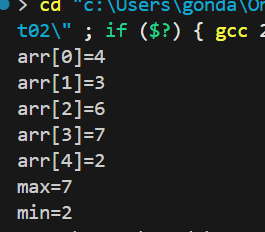 > cd "c:\Users\gonda\On
t02\" ; if ($?) { gcc 2
arr[0]=4
arr[1]=3
arr[2]=6
arr[3]=7
arr[4]=2
max=7
min=2